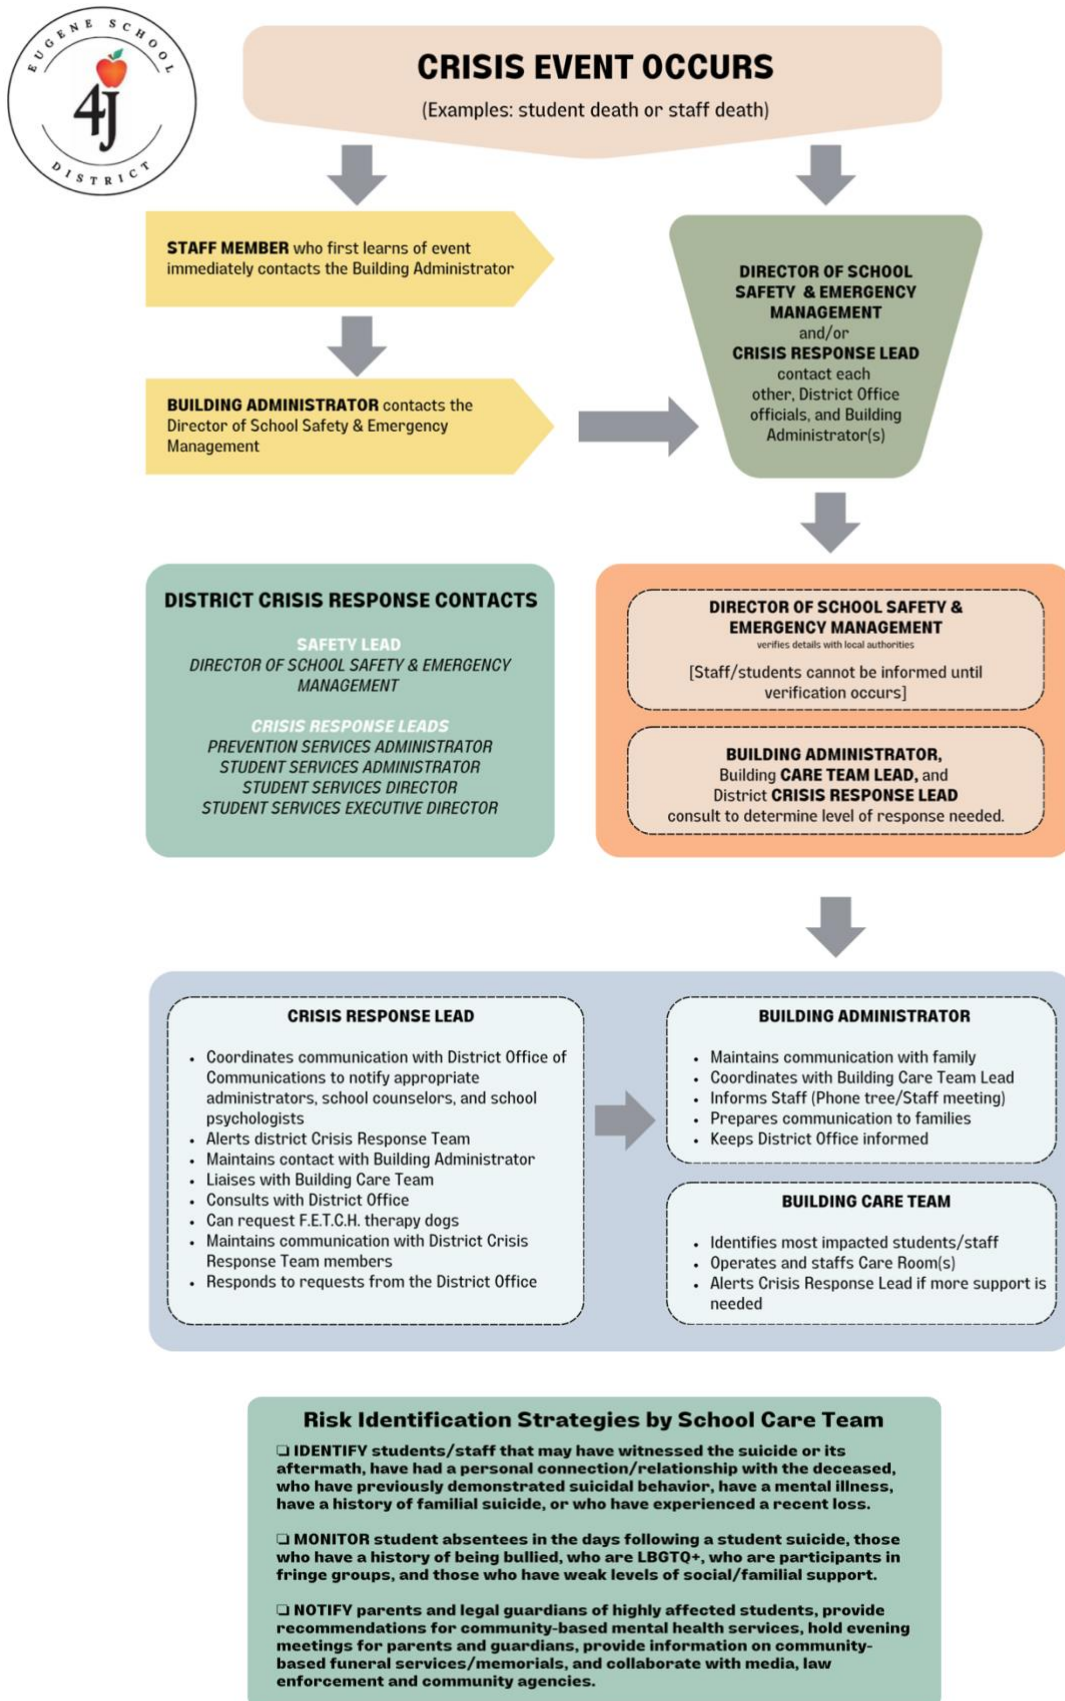 EUGENE SCHOOL
4J
DISTRICT
CRISIS EVENT OCCURS
(Examples: student death or staff death)
STAFF MEMBER who first learns of event
immediately contacts the Building Administrator
BUILDING ADMINISTRATOR contacts the
Director of School Safety & Emergency
Management
DIRECTOR OF SCHOOL
SAFETY & EMERGENCY
MANAGEMENT
and/or
CRISIS RESPONSE LEAD
contact each
other, District Office
officials, and Building
Administrator(s)
DISTRICT CRISIS RESPONSE CONTACTS
SAFETY LEAD
DIRECTOR OF SCHOOL SAFETY & EMERGENCY
MANAGEMENT
CRISIS RESPONSE LEADS
PREVENTION SERVICES ADMINISTRATOR
STUDENT SERVICES ADMINISTRATOR
STUDENT SERVICES DIRECTOR
STUDENT SERVICES EXECUTIVE DIRECTOR
DIRECTOR OF SCHOOL SAFETY &
EMERGENCY MANAGEMENT
verifies details with local authorities
[Staff/students cannot be informed until
verification occurs]
BUILDING ADMINISTRATOR,
Building CARE TEAM LEAD, and
District CRISIS RESPONSE LEAD
consult to determine level of response needed.
CRISIS RESPONSE LEAD
• Coordinates communication with District Office of
Communications to notify appropriate
administrators, school counselors, and school
psychologists
• Alerts district Crisis Response Team
• Maintains contact with Building Administrator
• Liaises with Building Care Team
• Consults with District Office
• Can request F.E.T.C.H. therapy dogs
• Maintains communication with District Crisis
Response Team members
• Responds to requests from the District Office
BUILDING ADMINISTRATOR
• Maintains communication with family
• Coordinates with Building Care Team Lead
• Informs Staff (Phone tree/Staff meeting)
• Prepares communication to families
• Keeps District Office informed
BUILDING CARE TEAM
• Identifies most impacted students/staff
• Operates and staffs Care Room(s)
• Alerts Crisis Response Lead if more support is
needed
Risk Identification Strategies by School Care Team
❏ IDENTIFY students/staff that may have witnessed the suicide or its
aftermath, have had a personal connection/relationship with the deceased,
who have previously demonstrated suicidal behavior, have a mental illness,
have a history of familial suicide, or who have experienced a recent loss.
❏ MONITOR student absentees in the days following a student suicide, those
who have a history of being bullied, who are LBGTQ+, who are participants in
fringe groups, and those who have weak levels of social/familial support.
❏ NOTIFY parents and legal guardians of highly affected students, provide
recommendations for community-based mental health services, hold evening
meetings for parents and guardians, provide information on community-
based funeral services/memorials, and collaborate with media, law
enforcement and community agencies.